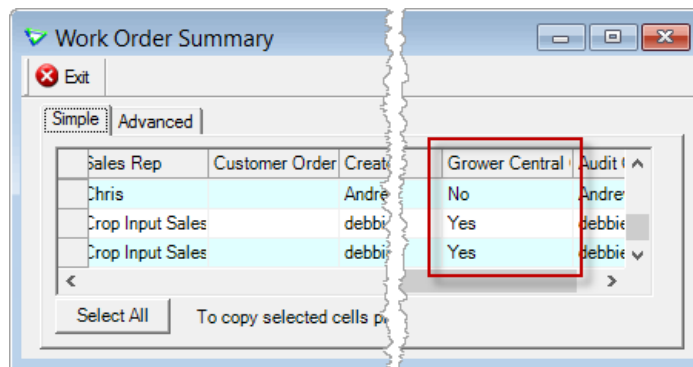 Work Order Summary
Exit
Simple Advanced
Sales Rep Customer Order Grower Central Audit
Chris No
Crop Input Sales Yes
Crop Input Sales Yes
Select All To copy selected cells